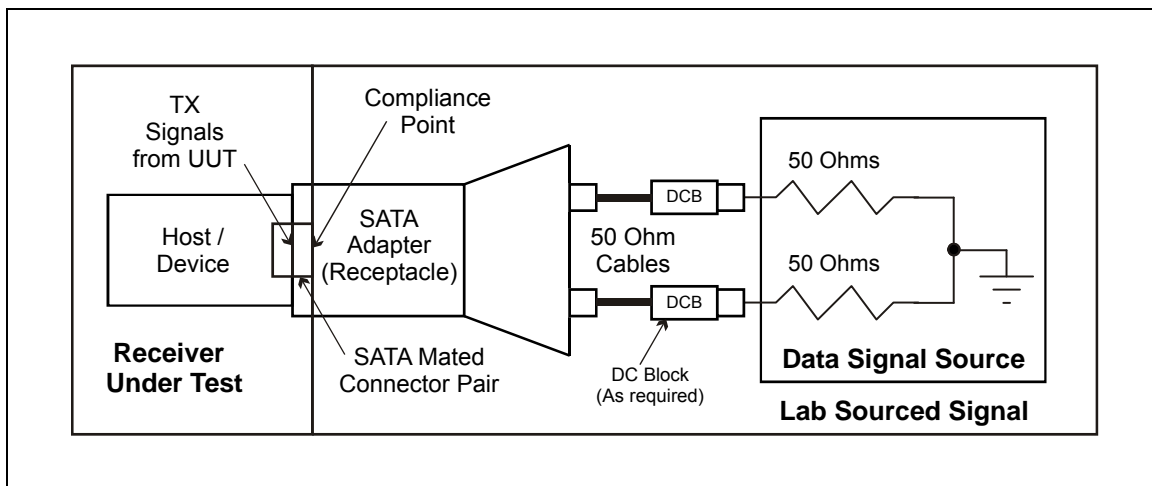 TX
Signals
from UUT
Compliance
Point
Host /
Device
SATA
Adapter
(Receptacle)
Receiver
Under Test
SATA Mated
Connector Pair
DCB
50 Ohm
Cables
DCB
DC Block
(As required)
50 Ohms
50 Ohms
Data Signal Source
Lab Sourced Signal